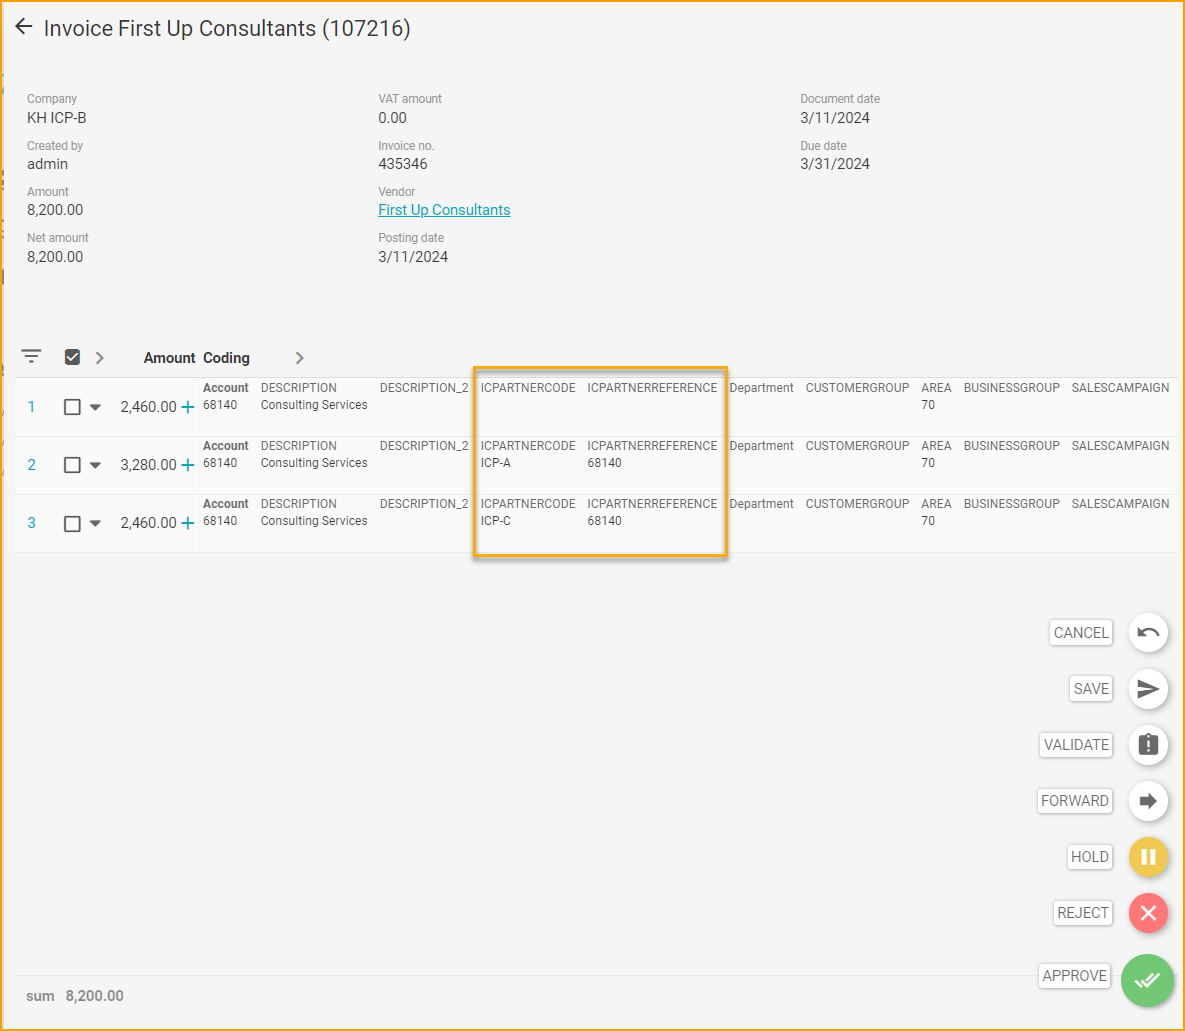 Invoice First Up Consultants (107216)
Company
KH ICP-B
Created by
admin
Amount
8,200.00
Net amount
8,200.00
VAT amount
0.00
Invoice no.
435346
Vendor
First Up Consultants
Posting date
3/11/2024
Document date
3/11/2024
Due date
3/31/2024
Amount Coding
Account DESCRIPTION DESCRIPTION_2 ICPARTNERCODE ICPARTNERREFERENCE Department CUSTOMERGROUP AREA BUSINESSGROUP SALESCAMPAIGN
1 2,460.00 + 68140 Consulting Services 70
Account DESCRIPTION DESCRIPTION_2 ICPARTNERCODE ICPARTNERREFERENCE Department CUSTOMERGROUP AREA BUSINESSGROUP SALESCAMPAIGN
2 3,280.00 + 68140 Consulting Services ICP-A 68140 70
Account DESCRIPTION DESCRIPTION_2 ICPARTNERCODE ICPARTNERREFERENCE Department CUSTOMERGROUP AREA BUSINESSGROUP SALESCAMPAIGN
3 2,460.00 + 68140 Consulting Services ICP-C 68140 70
CANCEL
SAVE
VALIDATE
FORWARD
HOLD
REJECT
APPROVE
sum 8,200.00